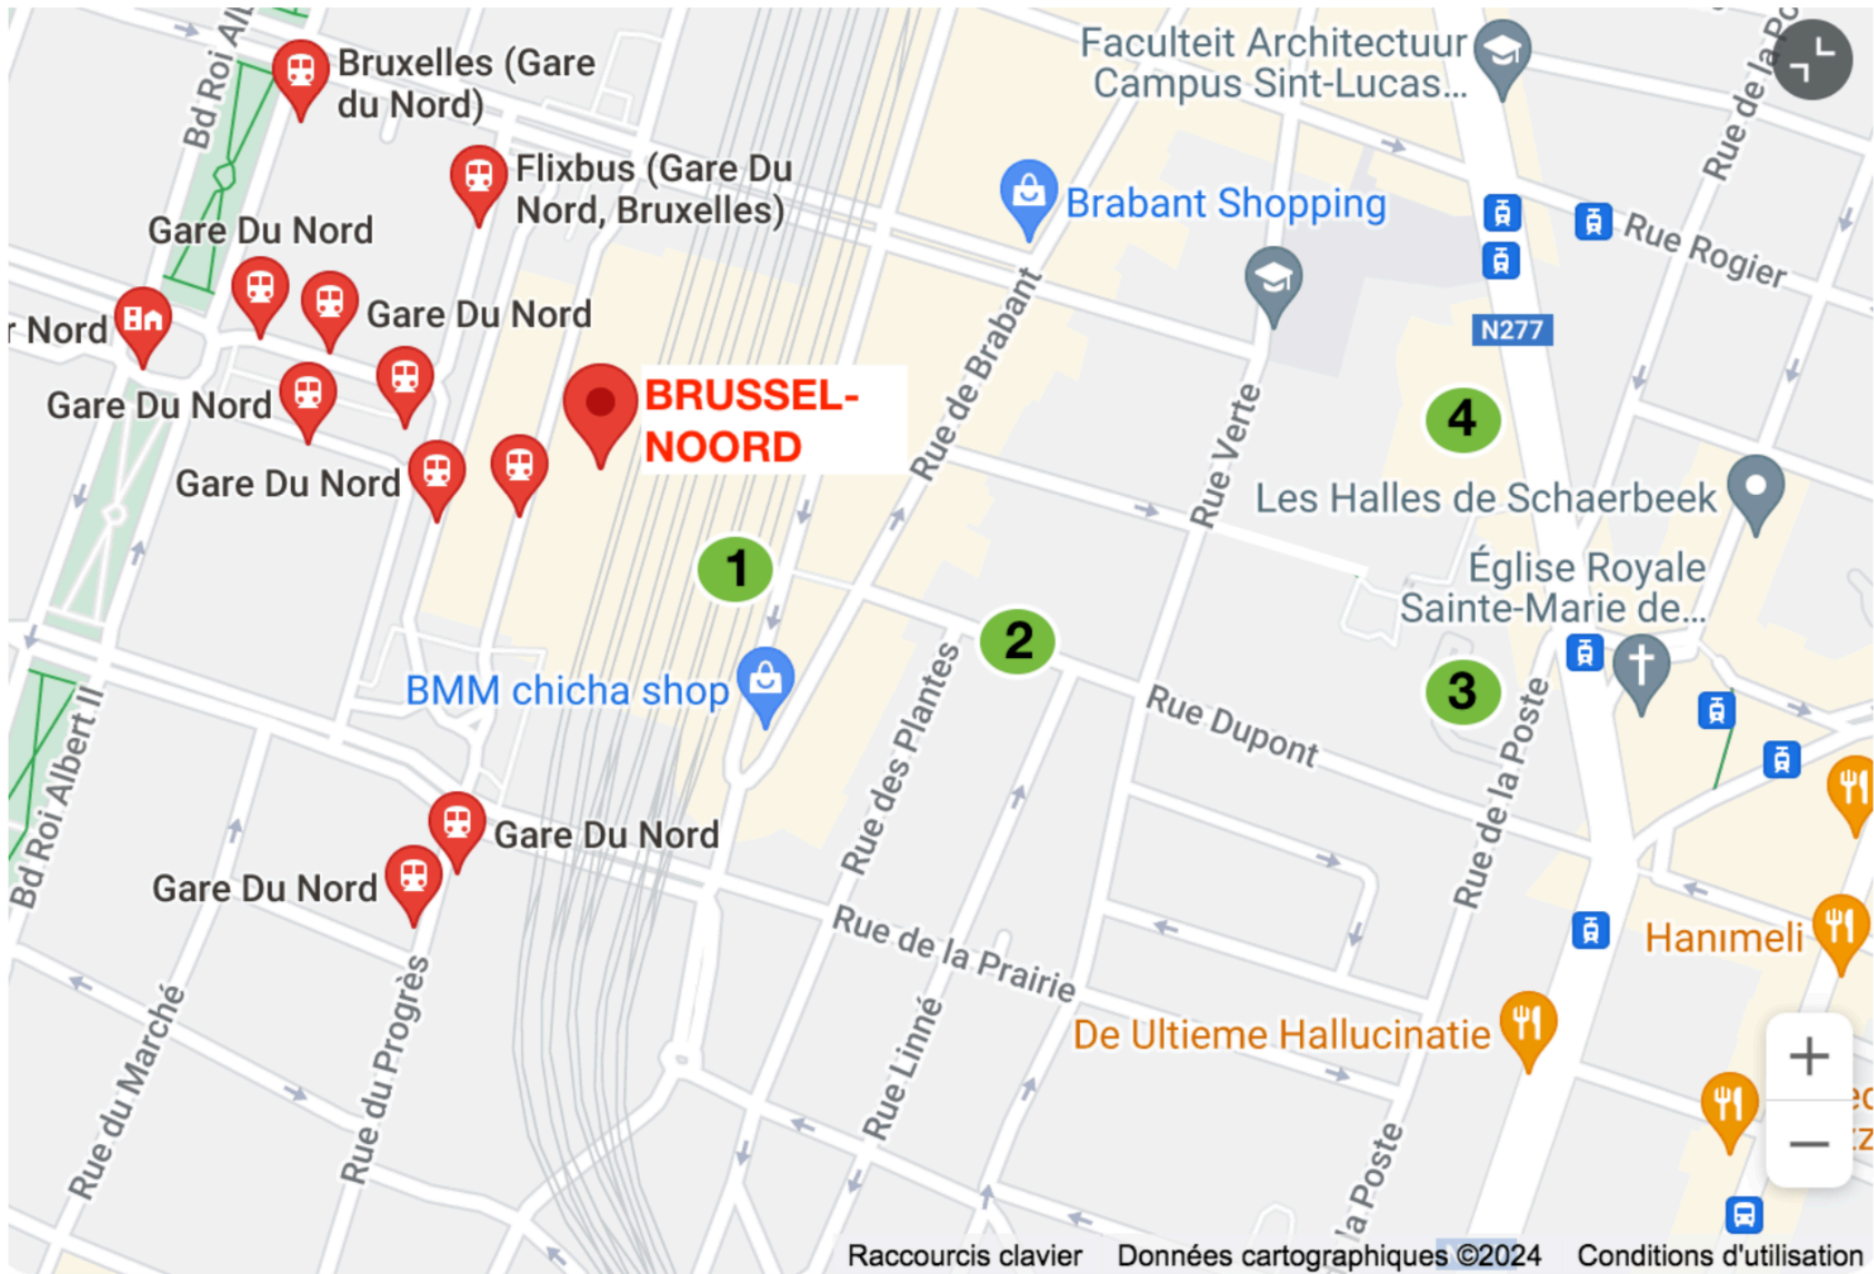 Bd Roi Alb
Bruxelles (Gare
du Nord)
Faculteit Architectuur
Campus Sint-Lucas...
Rue de la Po
Flixbus (Gare Du
Nord, Bruxelles)
Brabant Shopping
Gare Du Nord
Rue Rogier
Gare Du Nord
r Nord
N277
Rue de Brabant
BRUSSEL-
NOORD
Gare Du Nord
Rue Verte
4
Gare Du Nord
Les Halles de Schaerbeek
1
Église Royale
Sainte-Marie de...
2
BMM chicha shop
3
Rue des Plantes
Rue Dupont
Rue de la Poste
Bd Roi Albert II
Gare Du Nord
Gare Du Nord
Rue de la Prairie
Hanımeli
Rue du Marché
Rue du Progrès
Rue Linné
De Ultieme Hallucinatie
la Poste
Raccourcis clavier
Données cartographiques ©2024
Conditions d'utilisation